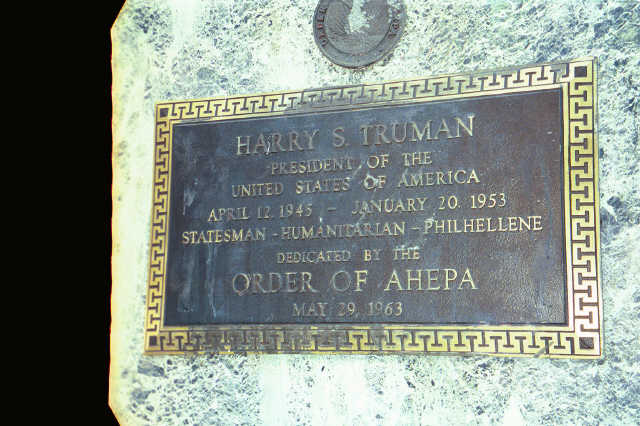 HARRY S. TRUMAN
PRESIDENT OF THE
UNITED STATES OF AMERICA
APRIL 12, 1945 – JANUARY 20, 1953
STATESMAN - HUMANITARIAN - PHILHELLENE
DEDICATED BY THE
ORDER OF AHEPA
MAY 29, 1963